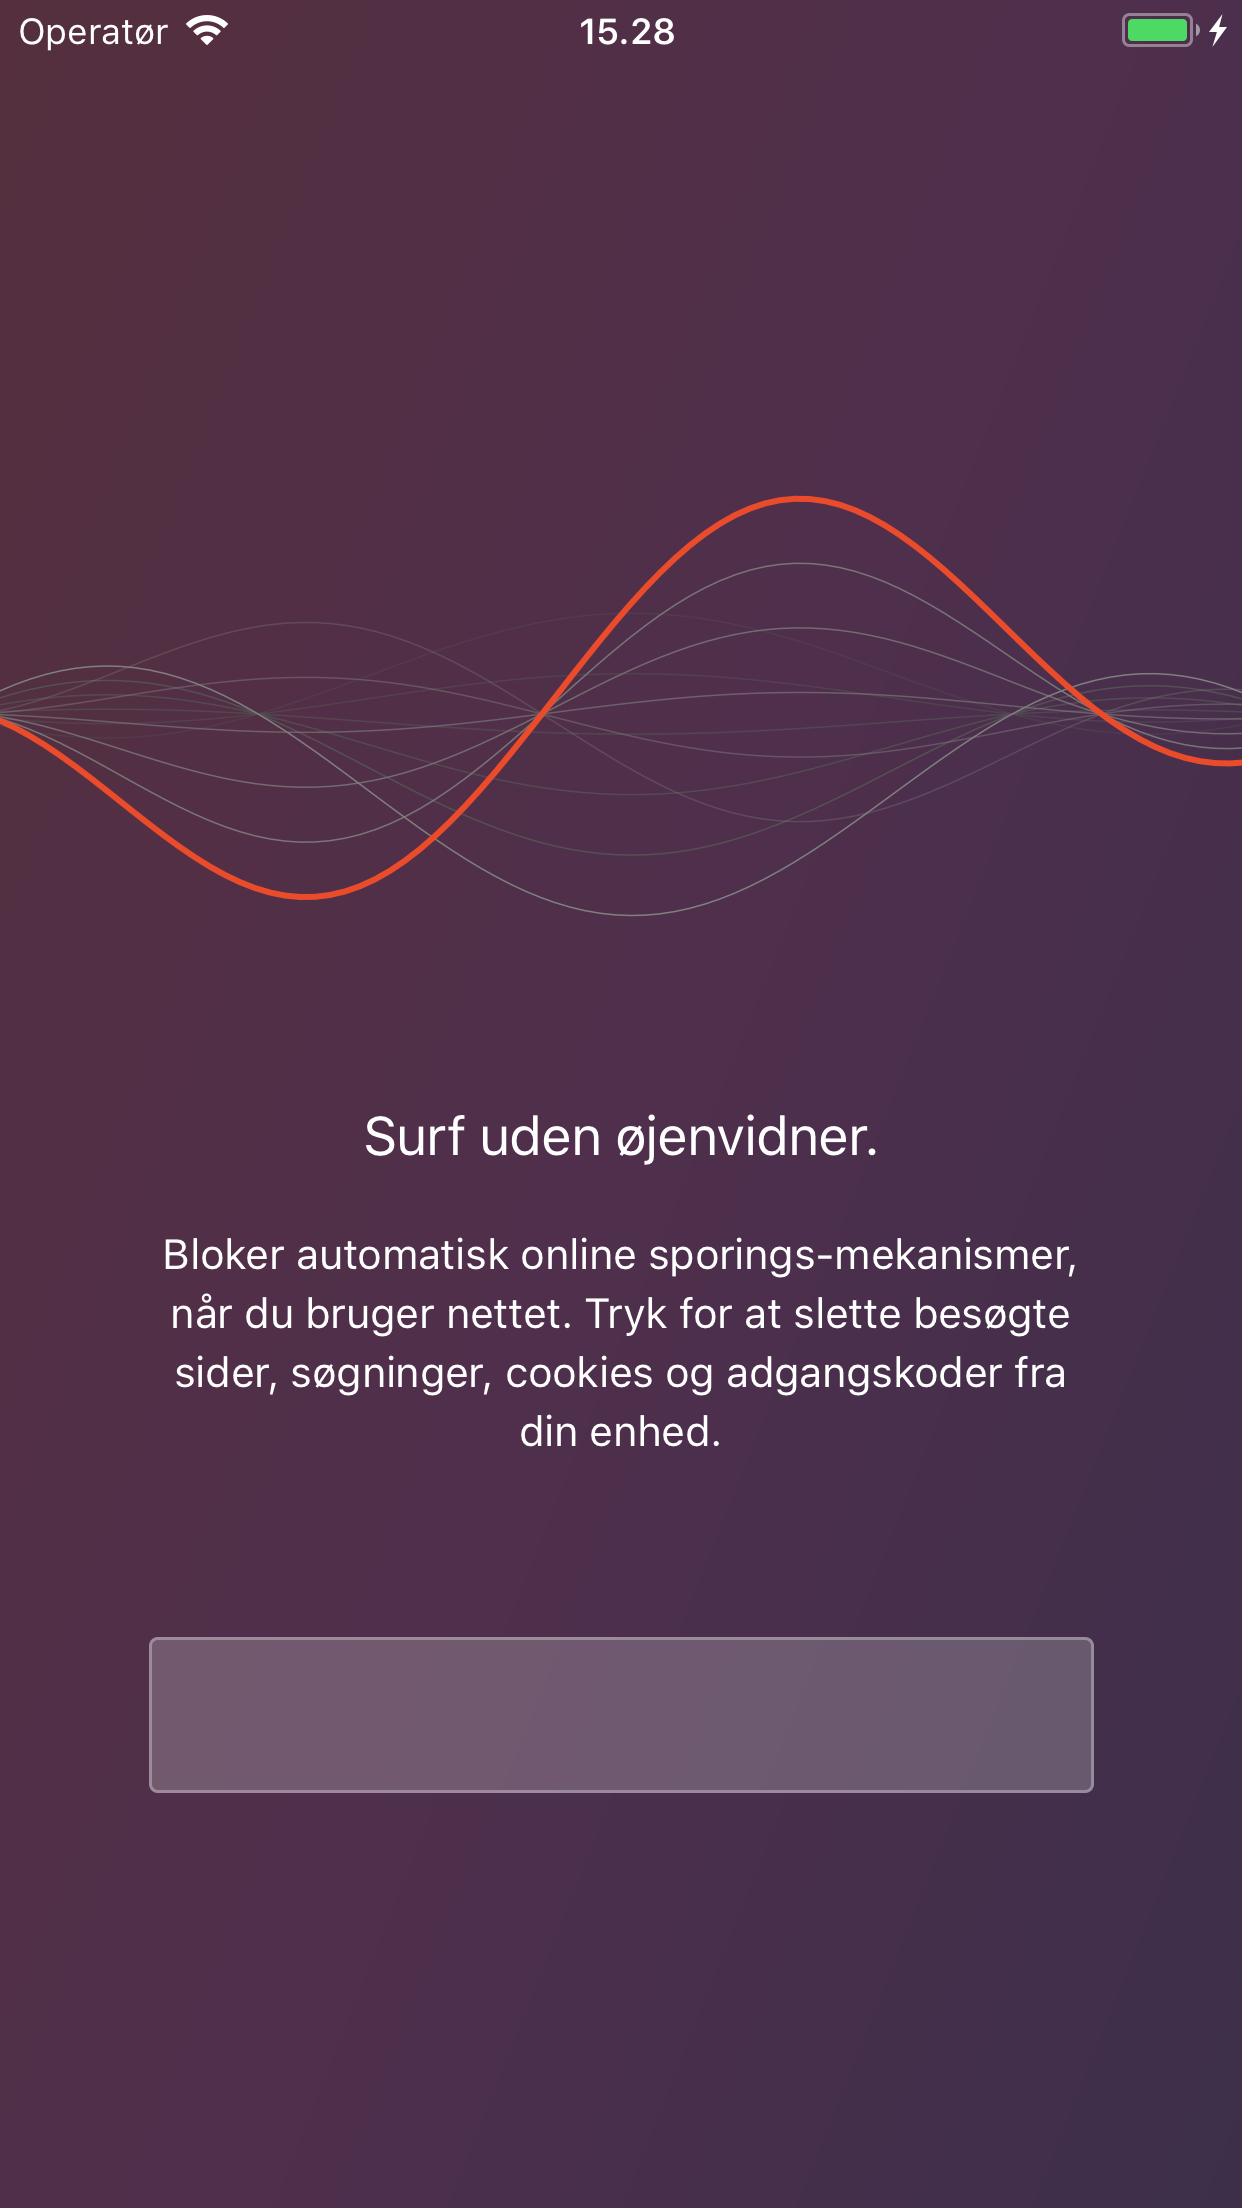 Operatør
15.28
Surf uden øjenvidner.
Bloker automatisk online sporings-mekanismer,
når du bruger nettet. Tryk for at slette besøgte
sider, søgninger, cookies og adgangskoder fra
din enhed.